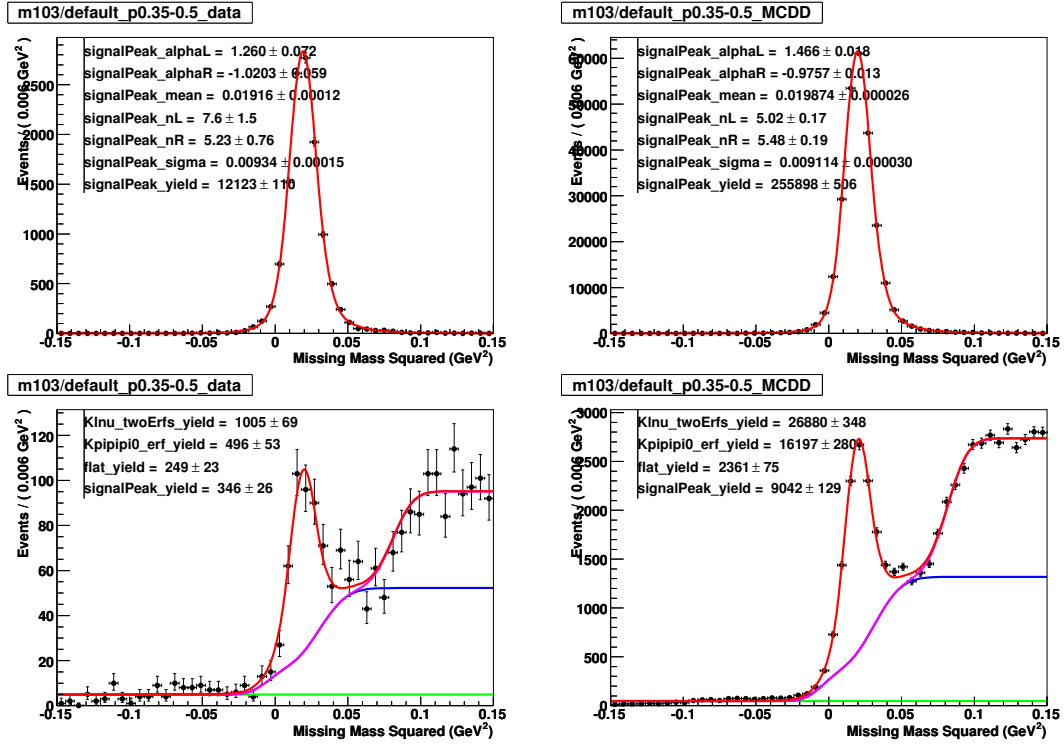 m103/default_p0.35-0.5_data
Events / ( 0.006 GeV² )
signalPeak_alphaL = 1.260 ± 0.072
signalPeak_alphaR = -1.0203 ± 0.059
signalPeak_mean = 0.01916 ± 0.00012
signalPeak_nL = 7.6 ± 1.5
signalPeak_nR = 5.23 ± 0.76
signalPeak_sigma = 0.00934 ± 0.00015
signalPeak_yield = 12123 ± 110
2500
2000
1500
1000
500
0
-0.15 -0.1 -0.05 0 0.05 0.1 0.15
Missing Mass Squared (GeV²)
m103/default_p0.35-0.5_MCDD
Events / ( 0.006 GeV² )
signalPeak_alphaL = 1.466 ± 0.018
signalPeak_alphaR = -0.9757 ± 0.013
signalPeak_mean = 0.019874 ± 0.000026
signalPeak_nL = 5.02 ± 0.17
signalPeak_nR = 5.48 ± 0.19
signalPeak_sigma = 0.009114 ± 0.000030
signalPeak_yield = 255898 ± 506
60000
50000
40000
30000
20000
10000
0
-0.15 -0.1 -0.05 0 0.05 0.1 0.15
Missing Mass Squared (GeV²)
m103/default_p0.35-0.5_data
Events / ( 0.006 GeV² )
Klnu_twoErfs_yield = 1005 ± 69
Kpipipi0_erf_yield = 496 ± 53
flat_yield = 249 ± 23
signalPeak_yield = 346 ± 26
120
100
80
60
40
20
0
-0.15 -0.1 -0.05 0 0.05 0.1 0.15
Missing Mass Squared (GeV²)
m103/default_p0.35-0.5_MCDD
Events / ( 0.006 GeV² )
Klnu_twoErfs_yield = 26880 ± 348
Kpipipi0_erf_yield = 16197 ± 280
flat_yield = 2361 ± 75
signalPeak_yield = 9042 ± 129
3000
2500
2000
1500
1000
500
0
-0.15 -0.1 -0.05 0 0.05 0.1 0.15
Missing Mass Squared (GeV²)